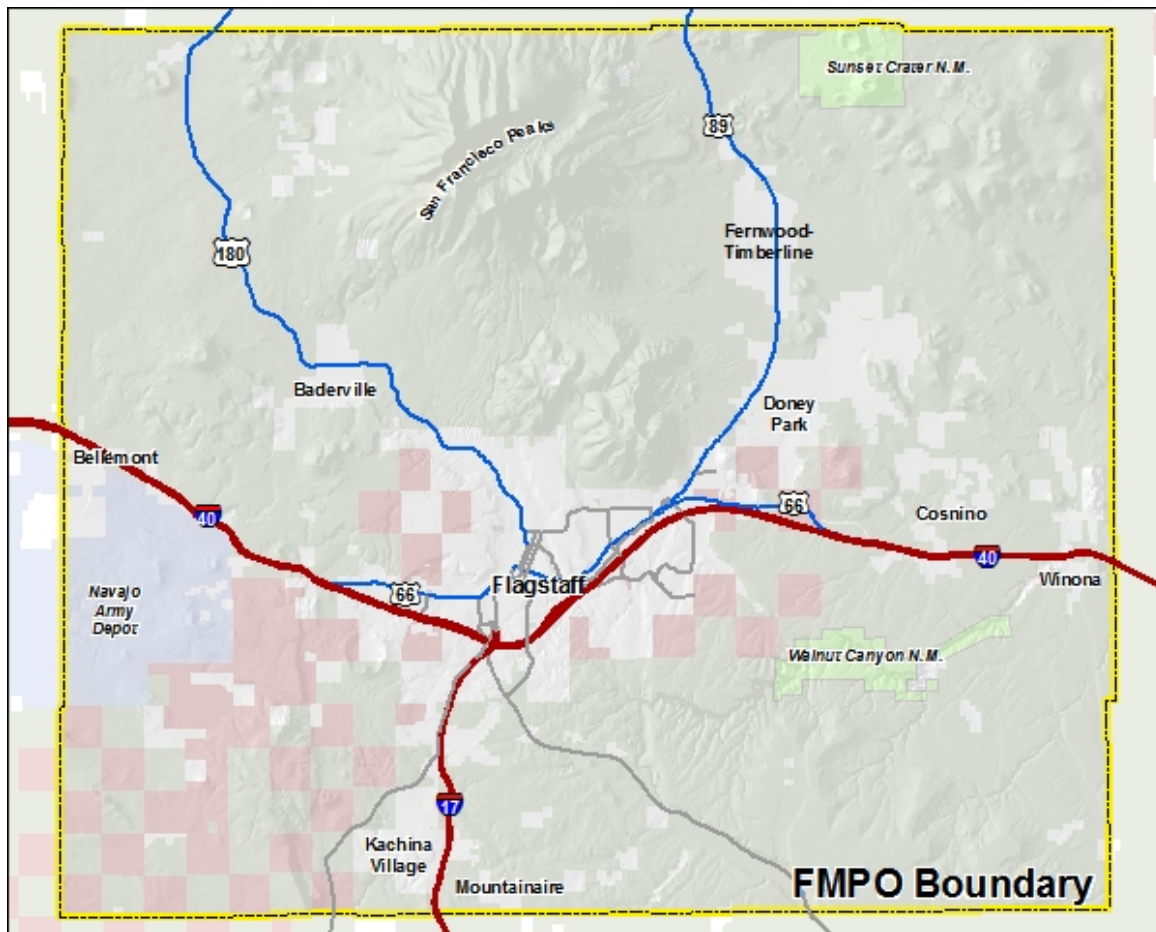 Sunset Crater N.M.
89
San Francisco Peaks
Fernwood-
Timberline
180
Baderville
Doney
Park
Bellemont
66
40
Cosnino
40
Flagstaff
Winona
66
Navajo
Army
Depot
Walnut Canyon N.M.
17
Kachina
Village
Mountainaire
FMPO Boundary